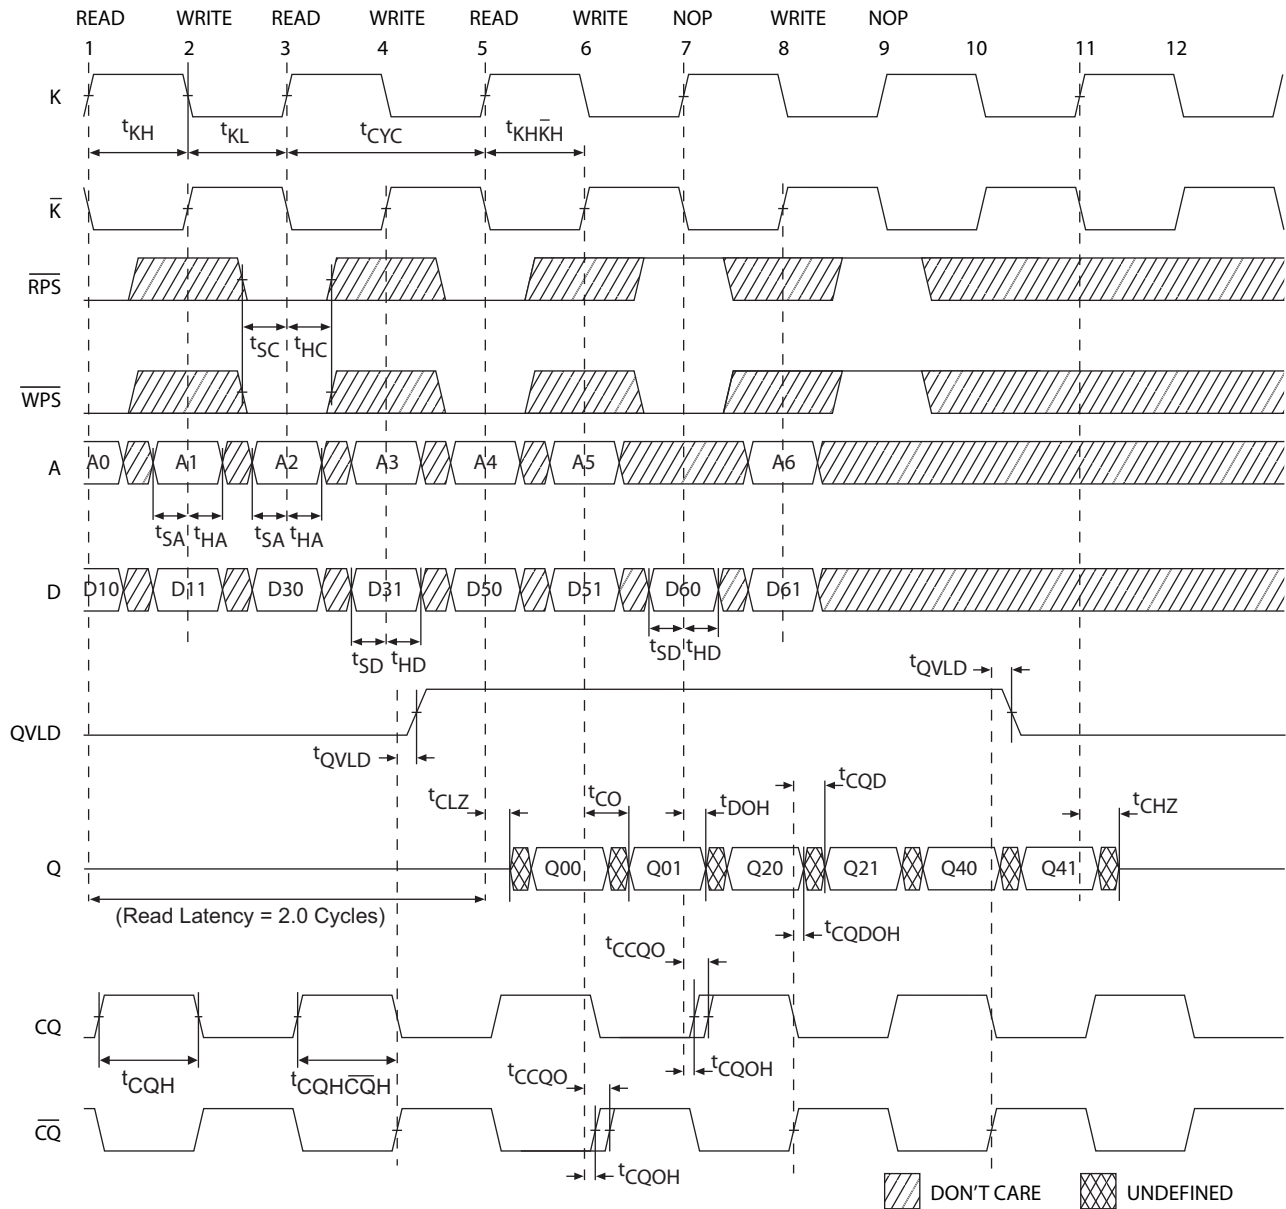 READ WRITE READ WRITE READ WRITE NOP WRITE NOP
1 2 3 4 5 6 7 8 9 10 11 12
K
tKH tKL tCYC tKHK̅H
K̅
R̅P̅S̅
tSC tHC
W̅P̅S̅
A A0 A1 A2 A3 A4 A5 A6
tSA tHA tSA tHA
D D10 D11 D30 D31 D50 D51 D60 D61
tSD tHD tSD tHD
tQVLD
QVLD
tQVLD
tCLZ tCO tDOH tCQD tCHZ
Q Q00 Q01 Q20 Q21 Q40 Q41
(Read Latency = 2.0 Cycles)
tCQDOH
tCCQO
CQ
tCQOH
tCQH tCQHC̅Q̅H
tCCQO
C̅Q̅
tCQOH
DON'T CARE UNDEFINED